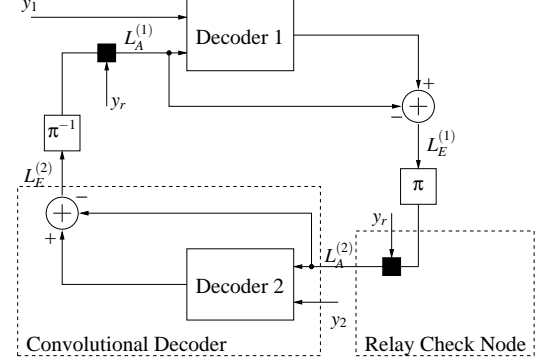 y₁
L_A^(1)
Decoder 1
+
−
+
y_r
π⁻¹
L_E^(1)
L_E^(2)
π
−
+
+
y_r
L_A^(2)
Decoder 2
y₂
Convolutional Decoder
Relay Check Node